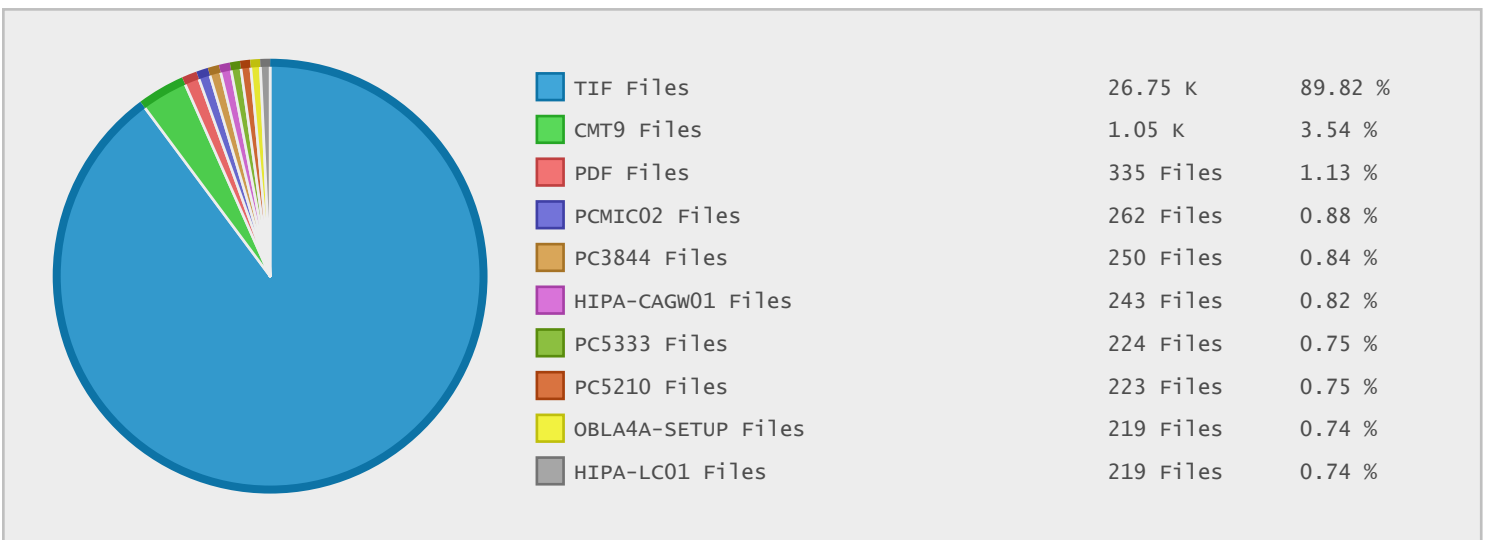 TIF Files 26.75 K 89.82 %
CMT9 Files 1.05 K 3.54 %
PDF Files 335 Files 1.13 %
PCMICO2 Files 262 Files 0.88 %
PC3844 Files 250 Files 0.84 %
HIPA-CAGW01 Files 243 Files 0.82 %
PC5333 Files 224 Files 0.75 %
PC5210 Files 223 Files 0.75 %
OBLA4A-SETUP Files 219 Files 0.74 %
HIPA-LC01 Files 219 Files 0.74 %